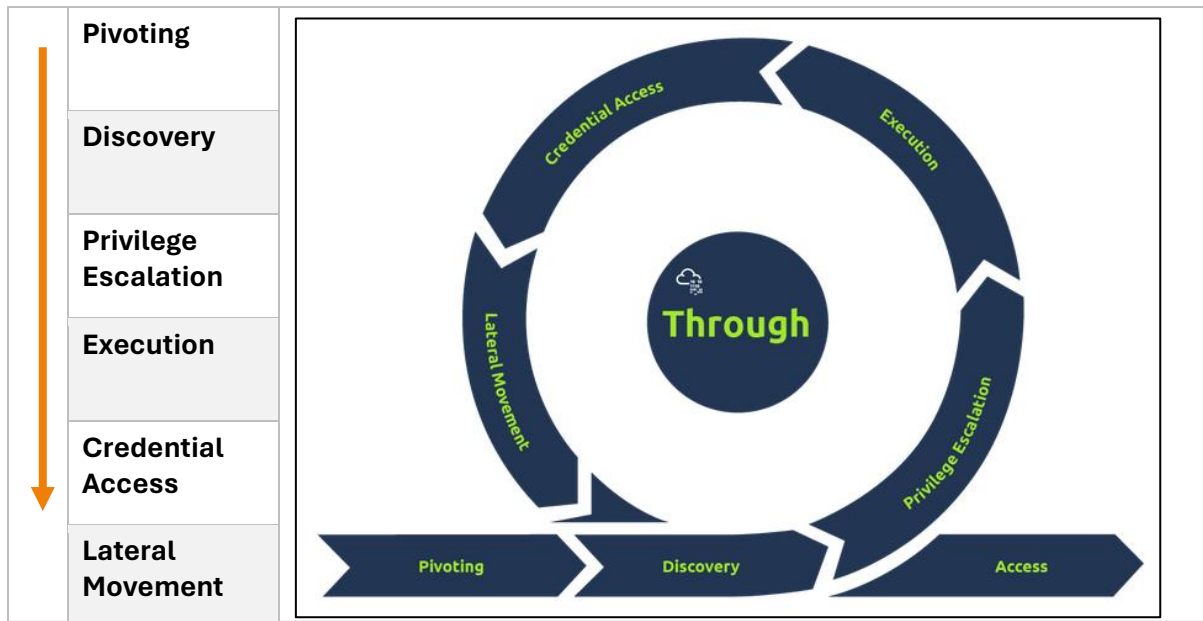 Pivoting
Discovery
Privilege
Escalation
Execution
Credential
Access
Lateral
Movement
Credential Access
Execution
Lateral Movement
Through
Privilege Escalation
Pivoting
Discovery
Access